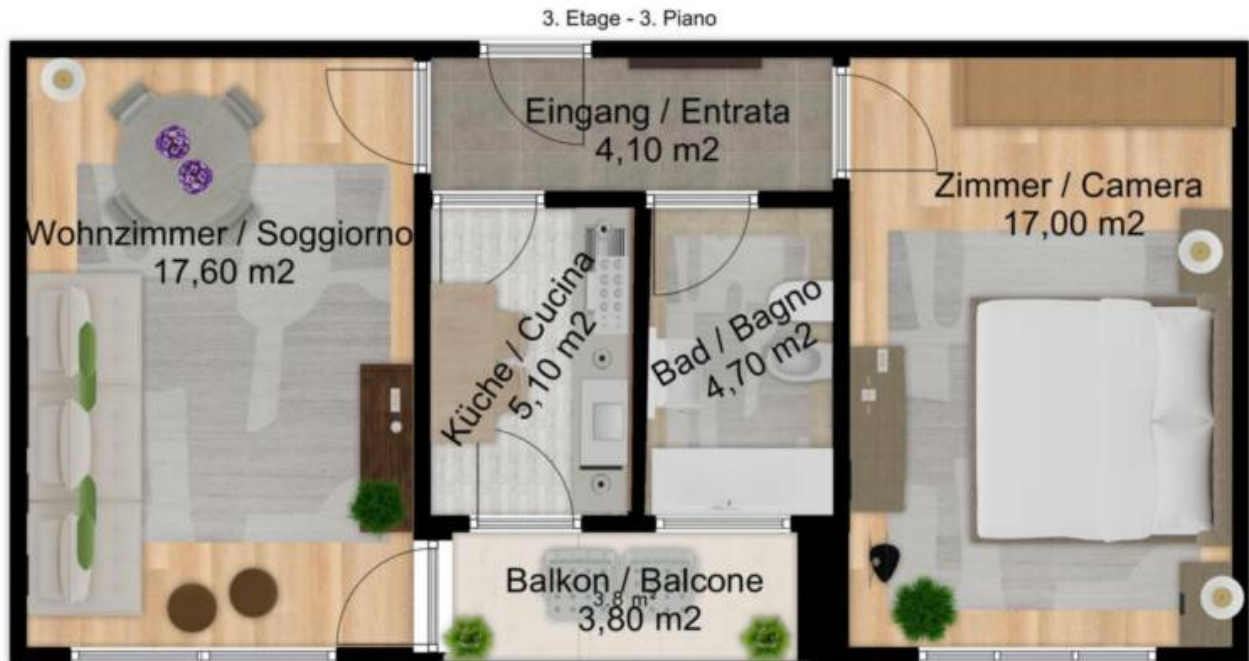 3. Etage - 3. Piano
Eingang / Entrata
4,10 m2
Wohnzimmer / Soggiorno
17,60 m2
Zimmer / Camera
17,00 m2
Küche / Cucina
5,10 m2
Bad / Bagno
4,70 m2
Balkon / Balcone
3.8 m²
3,80 m2